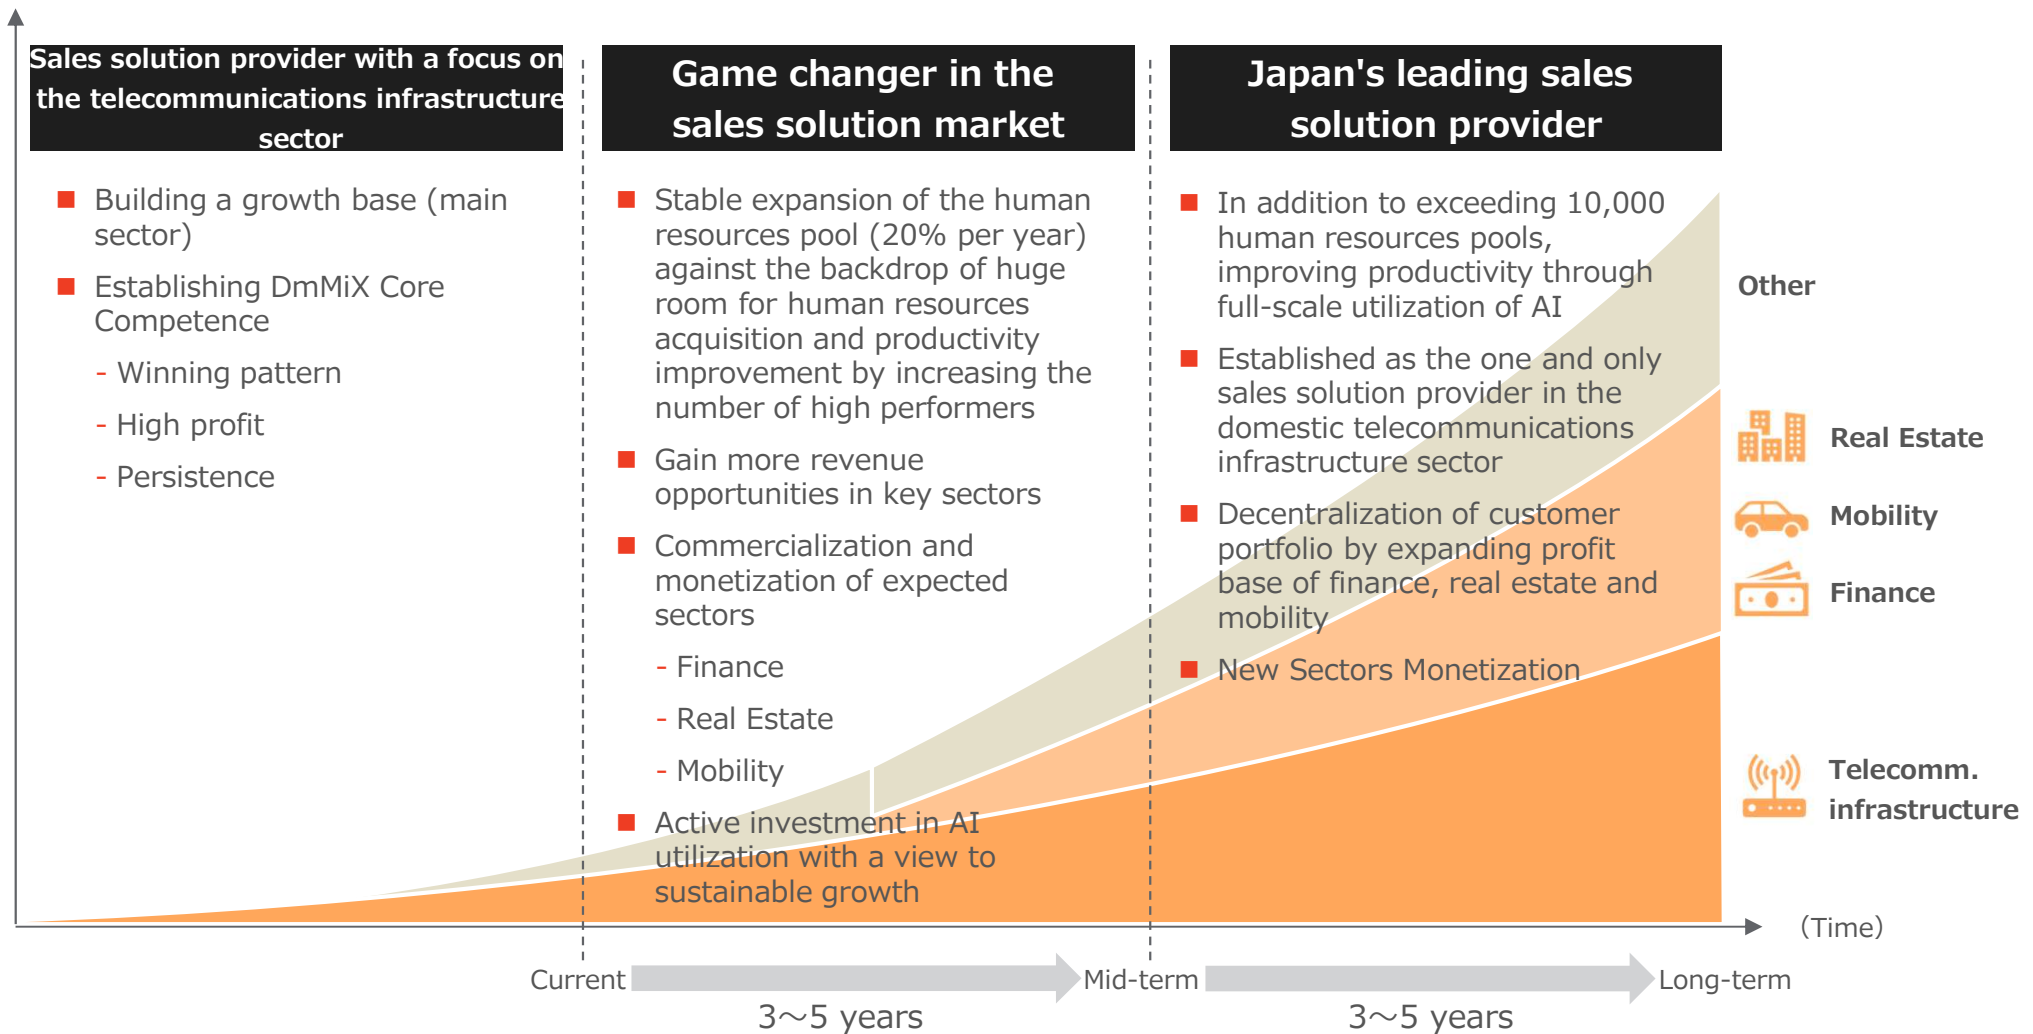 Sales solution provider with a focus on
the telecommunications infrastructure
sector
Building a growth base (main
sector)
Establishing DmMiX Core
Competence
- Winning pattern
- High profit
- Persistence
Game changer in the
sales solution market
Stable expansion of the human
resources pool (20% per year)
against the backdrop of huge
room for human resources
acquisition and productivity
improvement by increasing the
number of high performers
Gain more revenue
opportunities in key sectors
Commercialization and
monetization of expected
sectors
- Finance
- Real Estate
- Mobility
Active investment in AI
utilization with a view to
sustainable growth
Japan's leading sales
solution provider
In addition to exceeding 10,000
human resources pools,
improving productivity through
full-scale utilization of AI
Established as the one and only
sales solution provider in the
domestic telecommunications
infrastructure sector
Decentralization of customer
portfolio by expanding profit
base of finance, real estate and
mobility
New Sectors Monetization
Other
Real Estate
Mobility
Finance
Telecomm.
infrastructure
（Time）
Current
Mid-term
Long-term
3～5 years
3～5 years